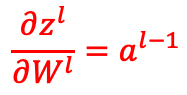 ∂z^l/∂W^l = a^{l−1}